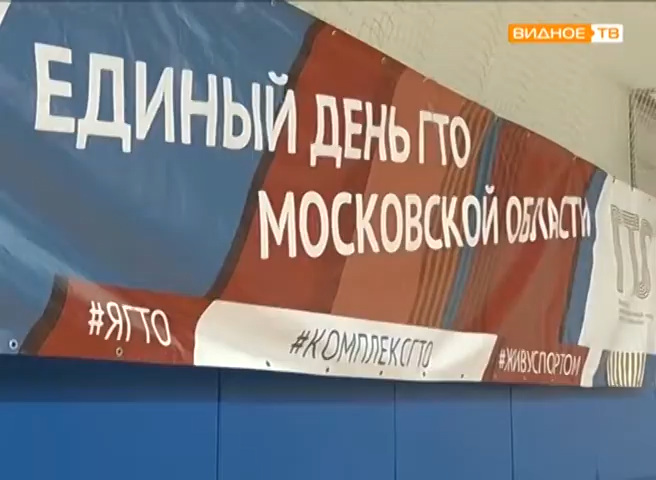 ВИДНОЕ ТВ
ЕДИНЫЙ ДЕНЬ ГТО
МОСКОВСКОЙ ОБЛАСТИ
ГТО
#ЯГТО
#КОМПЛЕКСГТО
#ЖИВУСПОРТОМ